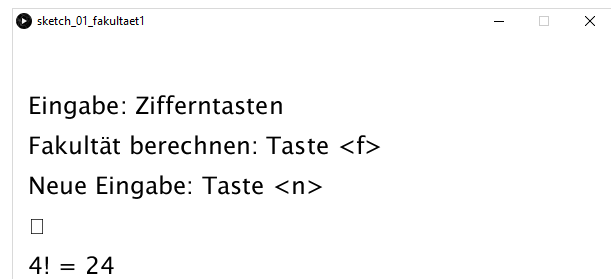 sketch_01_fakultaet1
Eingabe: Zifferntasten
Fakultät berechnen: Taste <f>
Neue Eingabe: Taste <n>
4! = 24